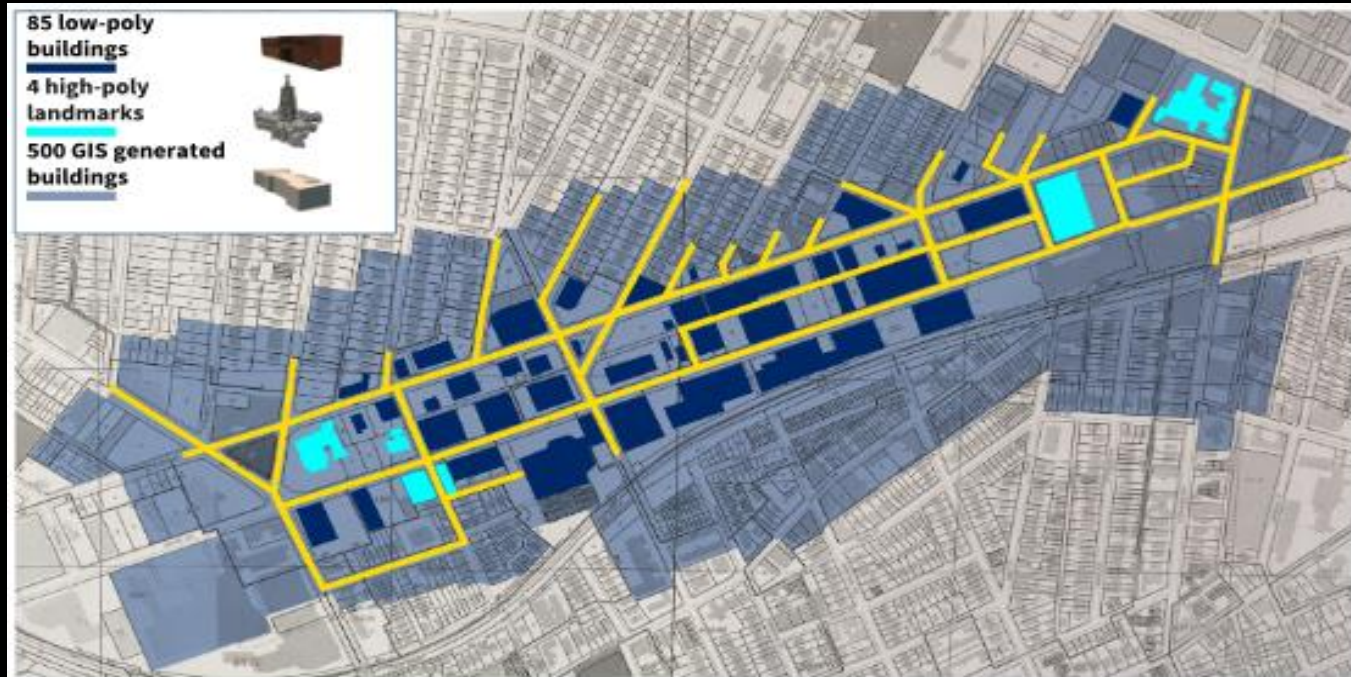 85 low-poly
buildings
4 high-poly
landmarks
500 GIS generated
buildings